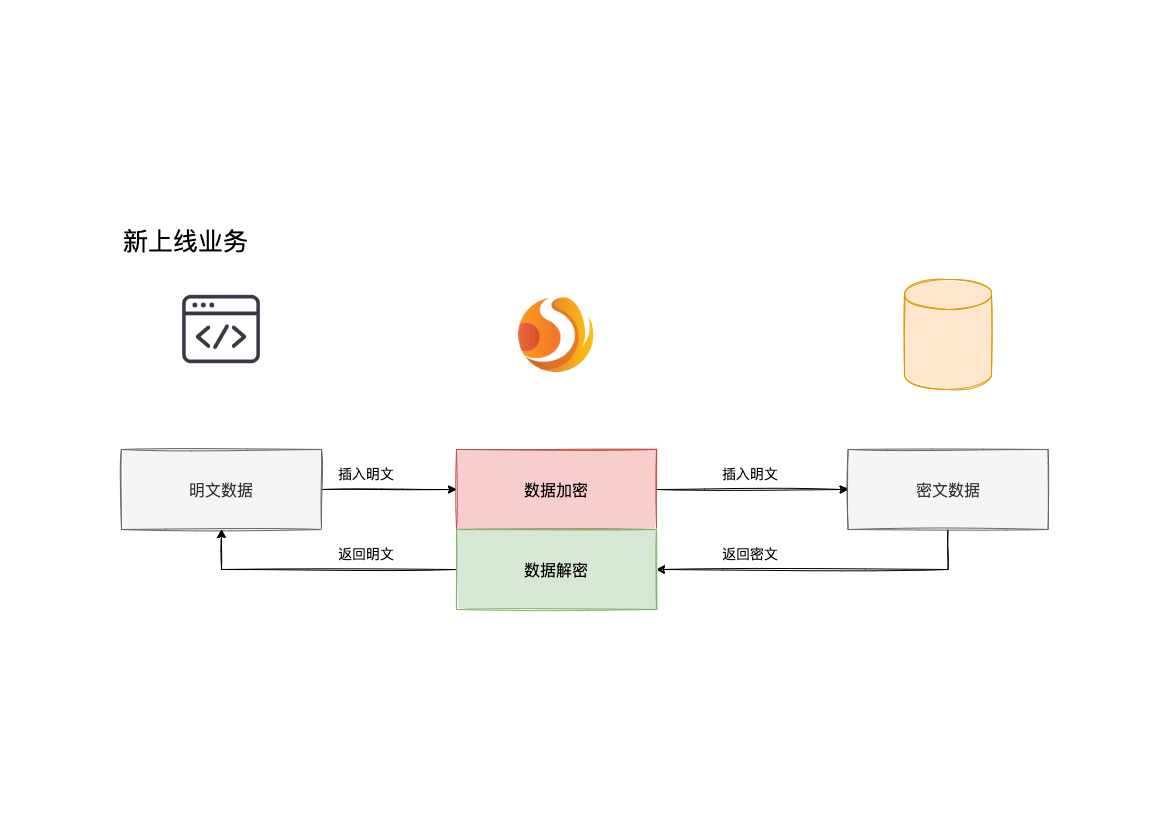 新上线业务
明文数据
插入明文
数据加密
插入明文
密文数据
返回明文
数据解密
返回密文